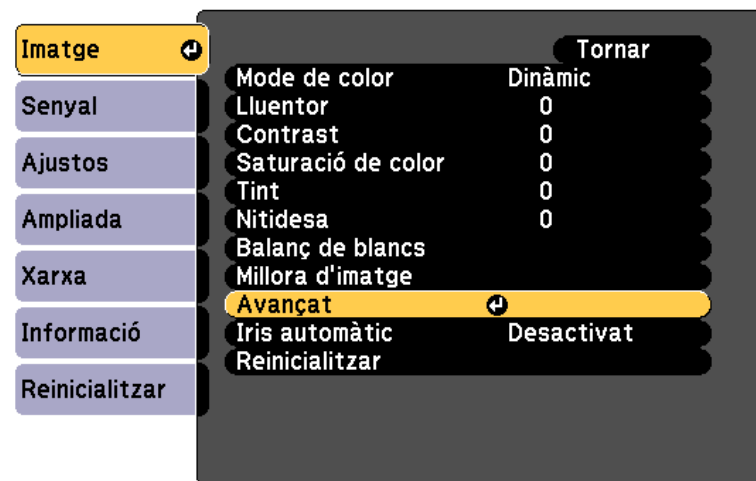 Imatge
Senyal
Ajustos
Ampliada
Xarxa
Informació
Reinicialitzar
Tornar
Mode de color Dinàmic
Lluentor 0
Contrast 0
Saturació de color 0
Tint 0
Nitidesa 0
Balanç de blancs
Millora d'imatge
Avançat
Iris automàtic Desactivat
Reinicialitzar